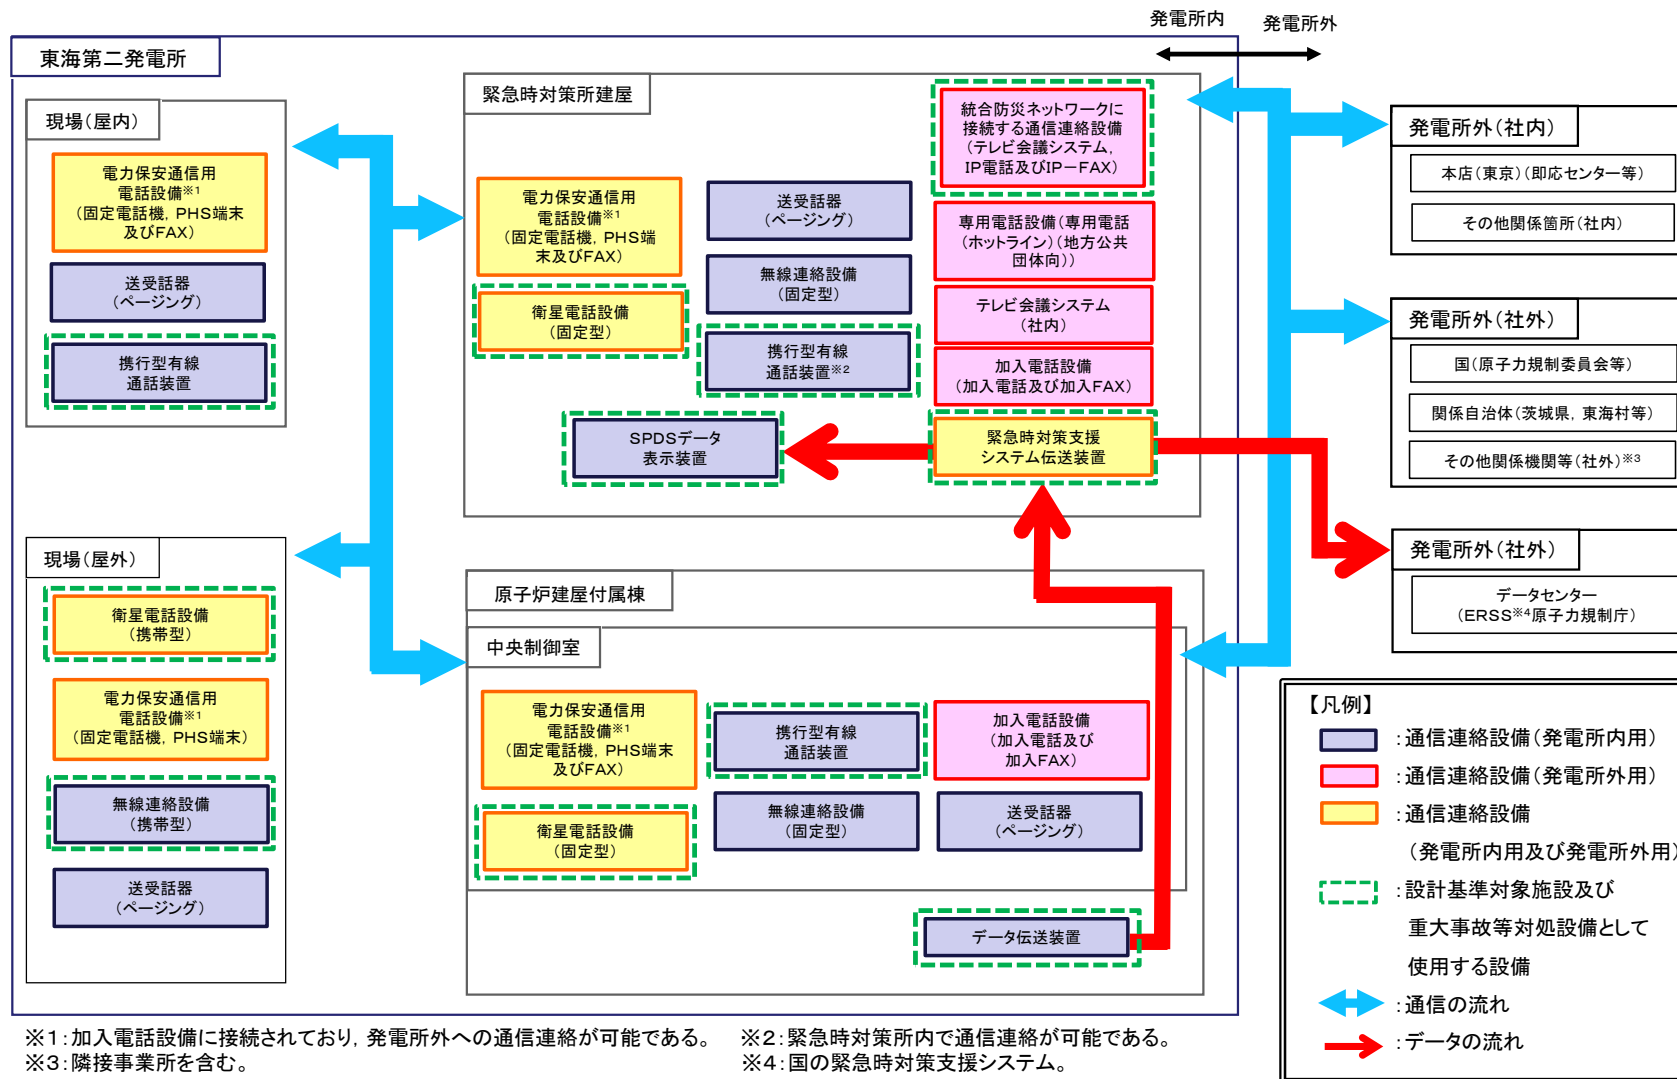 発電所内
発電所外
東海第二発電所
現場(屋内)
電力保安通信用
電話設備※1
(固定電話機, PHS端末
及びFAX)
送受話器
(ページング)
携行型有線
通話装置
緊急時対策所建屋
電力保安通信用
電話設備※1
(固定電話機, PHS端
末及びFAX)
衛星電話設備
(固定型)
送受話器
(ページング)
無線連絡設備
(固定型)
携行型有線
通話装置※2
統合防災ネットワークに
接続する通信連絡設備
(テレビ会議システム,
IP電話及びIP-FAX)
専用電話設備(専用電話
(ホットライン)(地方公共
団体向))
テレビ会議システム
(社内)
加入電話設備
(加入電話及び加入FAX)
SPDSデータ
表示装置
緊急時対策支援
システム伝送装置
現場(屋外)
衛星電話設備
(携帯型)
電力保安通信用
電話設備※1
(固定電話機, PHS端末)
無線連絡設備
(携帯型)
送受話器
(ページング)
原子炉建屋付属棟
中央制御室
電力保安通信用
電話設備※1
(固定電話機, PHS端末
及びFAX)
衛星電話設備
(固定型)
携行型有線
通話装置
無線連絡設備
(固定型)
加入電話設備
(加入電話及び
加入FAX)
送受話器
(ページング)
データ伝送装置
発電所外(社内)
本店(東京)(即応センター等)
その他関係箇所(社内)
発電所外(社外)
国(原子力規制委員会等)
関係自治体(茨城県, 東海村等)
その他関係機関等(社外)※3
発電所外(社外)
データセンター
(ERSS※4原子力規制庁)
【凡例】
:通信連絡設備(発電所内用)
:通信連絡設備(発電所外用)
:通信連絡設備
(発電所内用及び発電所外用)
:設計基準対象施設及び
重大事故等対処設備として
使用する設備
:通信の流れ
:データの流れ
※1:加入電話設備に接続されており, 発電所外への通信連絡が可能である。
※2:緊急時対策所内で通信連絡が可能である。
※3:隣接事業所を含む。
※4:国の緊急時対策支援システム。